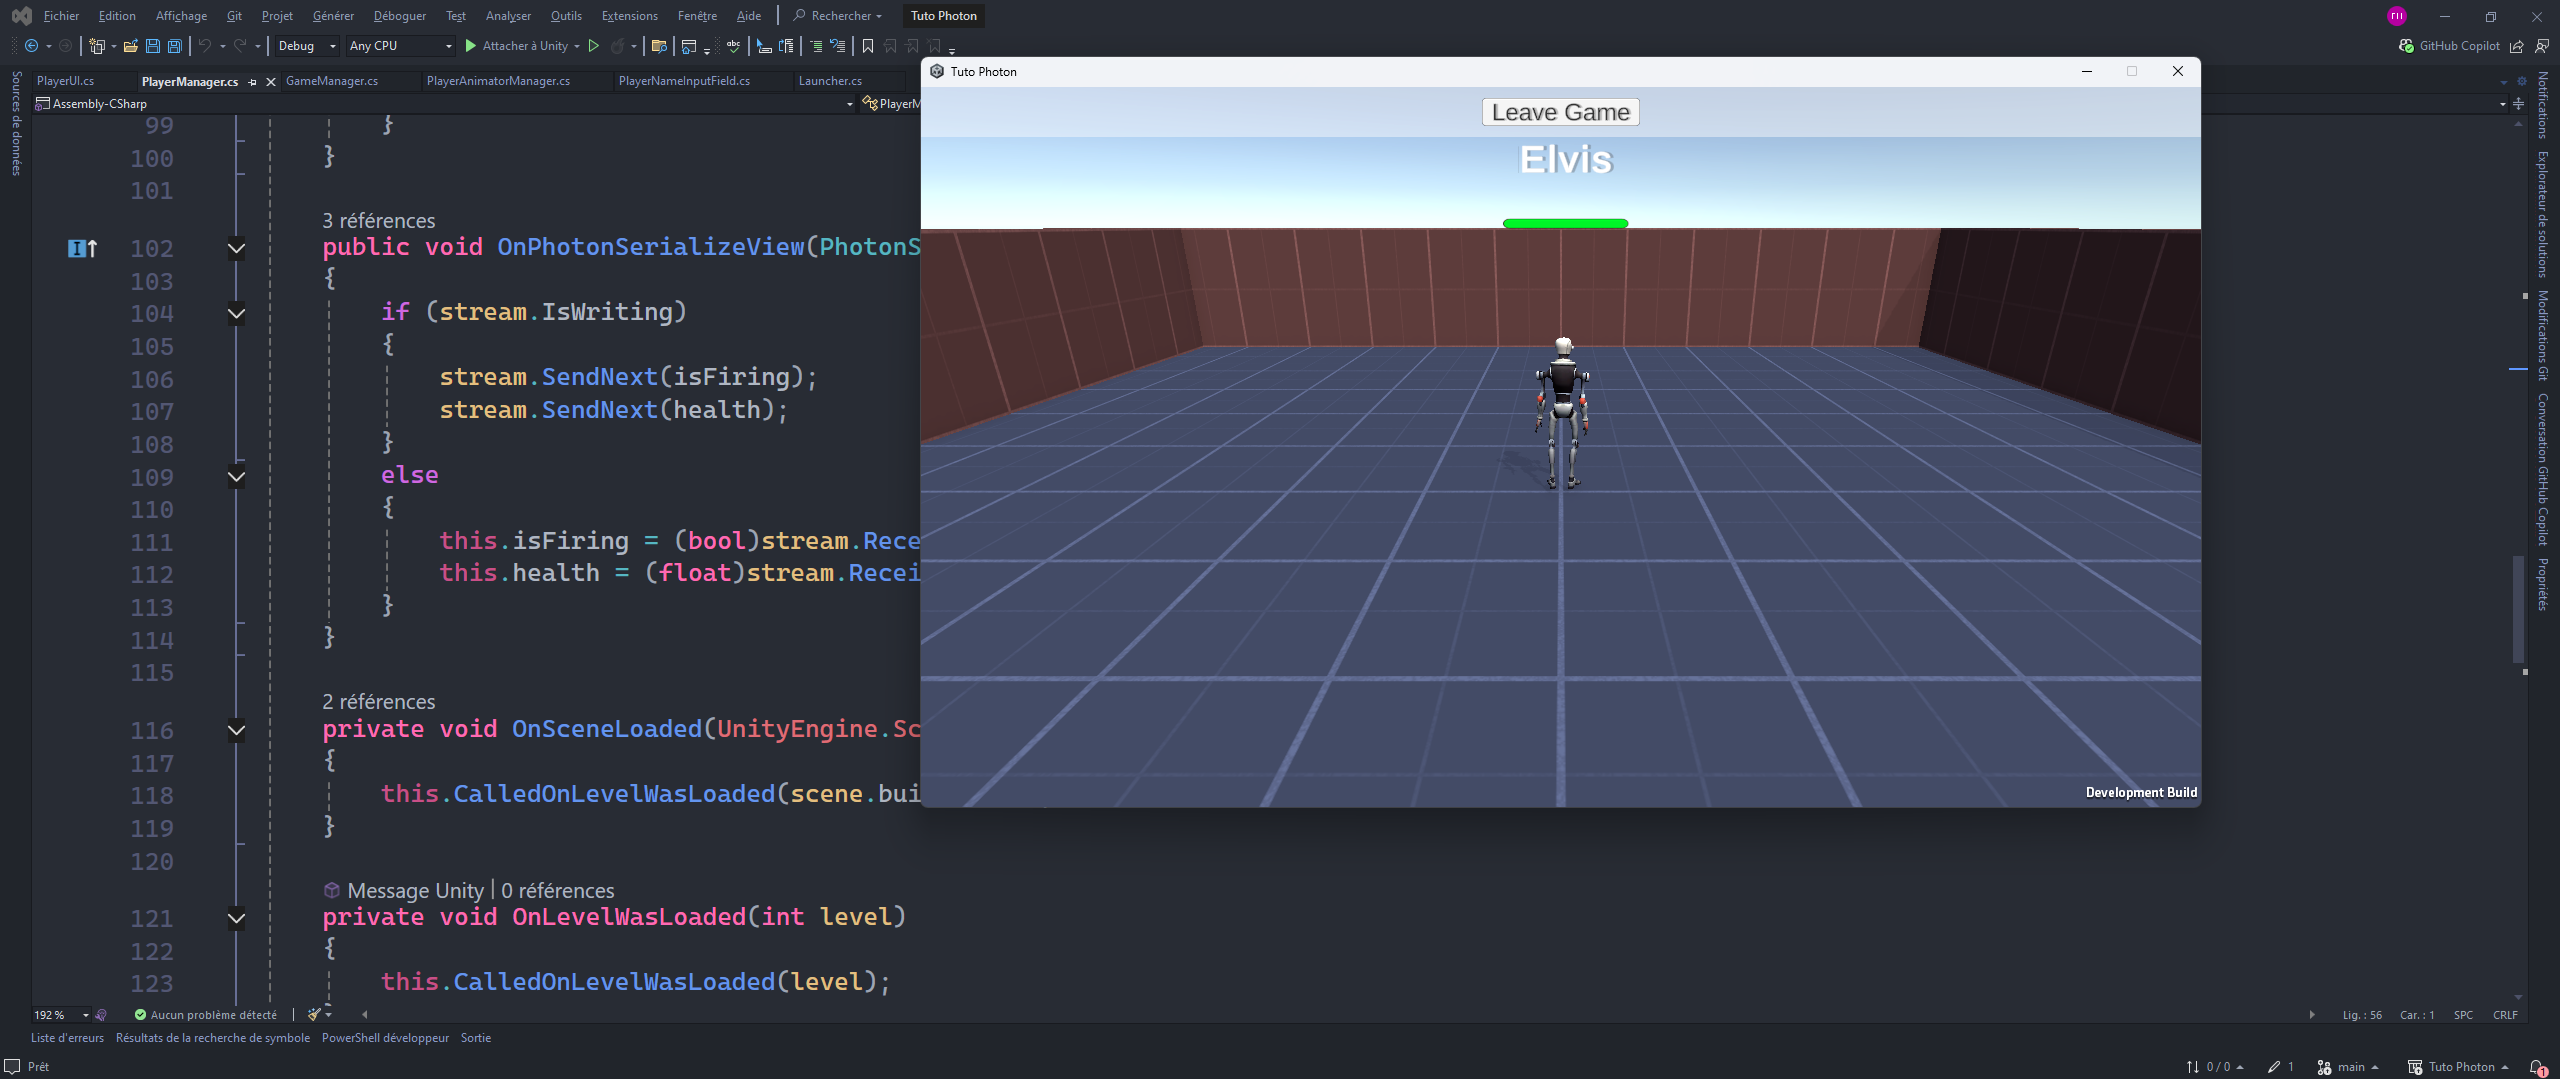 Fichier Edition Affichage Git Projet Générer Déboguer Test Analyser Outils Extensions Fenêtre Aide Rechercher Tuto Photon
Debug Any CPU Attacher à Unity GitHub Copilot
PlayerUI.cs PlayerManager.cs GameManager.cs PlayerAnimatorManager.cs PlayerNameInputField.cs Launcher.cs
Assembly-CSharp PlayerM
Sources de données
99 }
100 }
101
3 références
102 public void OnPhotonSerializeView(PhotonS
103 {
104 if (stream.IsWriting)
105 {
106 stream.SendNext(isFiring);
107 stream.SendNext(health);
108 }
109 else
110 {
111 this.isFiring = (bool)stream.Rece
112 this.health = (float)stream.Recei
113 }
114 }
115
2 références
116 private void OnSceneLoaded(UnityEngine.Sc
117 {
118 this.CalledOnLevelWasLoaded(scene.bui
119 }
120
Message Unity | 0 références
121 private void OnLevelWasLoaded(int level)
122 {
123 this.CalledOnLevelWasLoaded(level);
Tuto Photon
Leave Game
Elvis
Development Build
Notifications
Explorateur de solutions
Modifications Git
Conversation GitHub Copilot
Propriétés
192 % Aucun problème détecté Lig. : 56 Car. : 1 SPC CRLF
Liste d'erreurs Résultats de la recherche de symbole PowerShell développeur Sortie
Prêt 0 / 0 1 main Tuto Photon 1